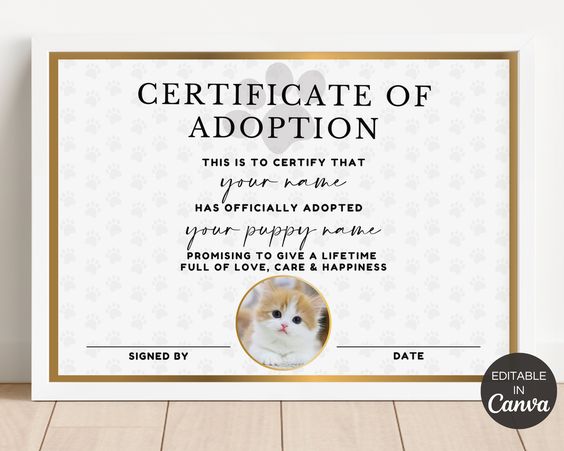 CERTIFICATE OF
ADOPTION
THIS IS TO CERTIFY THAT
your name
HAS OFFICIALLY ADOPTED
your puppy name
PROMISING TO GIVE A LIFETIME
FULL OF LOVE, CARE & HAPPINESS
SIGNED BY
DATE
EDITABLE
IN
Canva